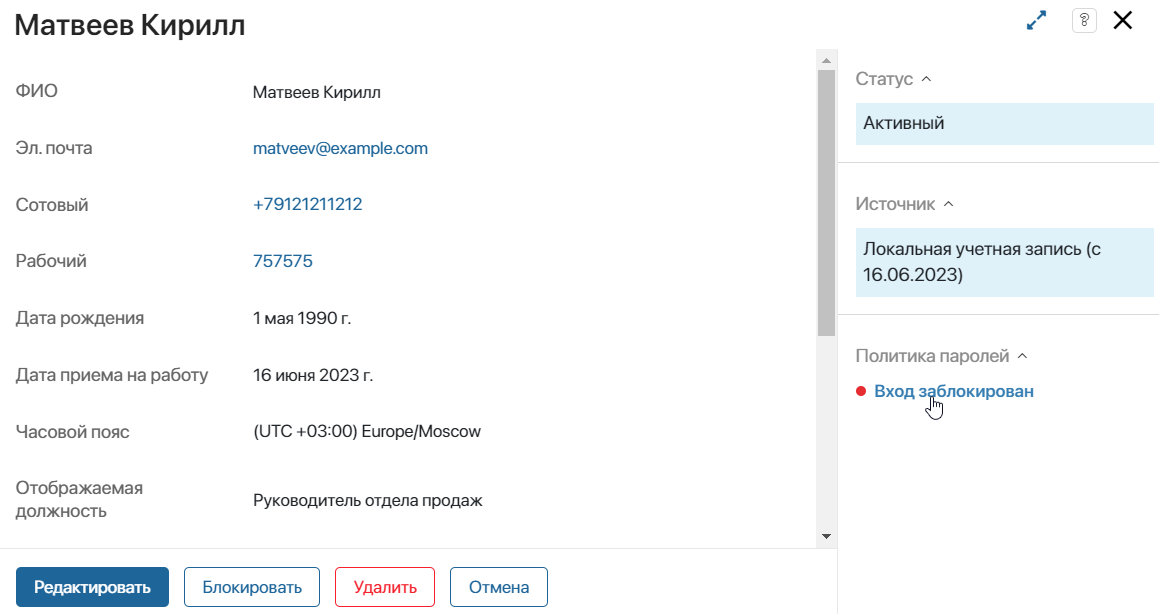 Матвеев Кирилл
?
ФИО
Матвеев Кирилл
Эл. почта
matveev@example.com
Сотовый
+79121211212
Рабочий
757575
Дата рождения
1 мая 1990 г.
Дата приема на работу
16 июня 2023 г.
Часовой пояс
(UTC +03:00) Europe/Moscow
Отображаемая
должность
Руководитель отдела продаж
Редактировать
Блокировать
Удалить
Отмена
Статус
Активный
Источник
Локальная учетная запись (с
16.06.2023)
Политика паролей
Вход заблокирован